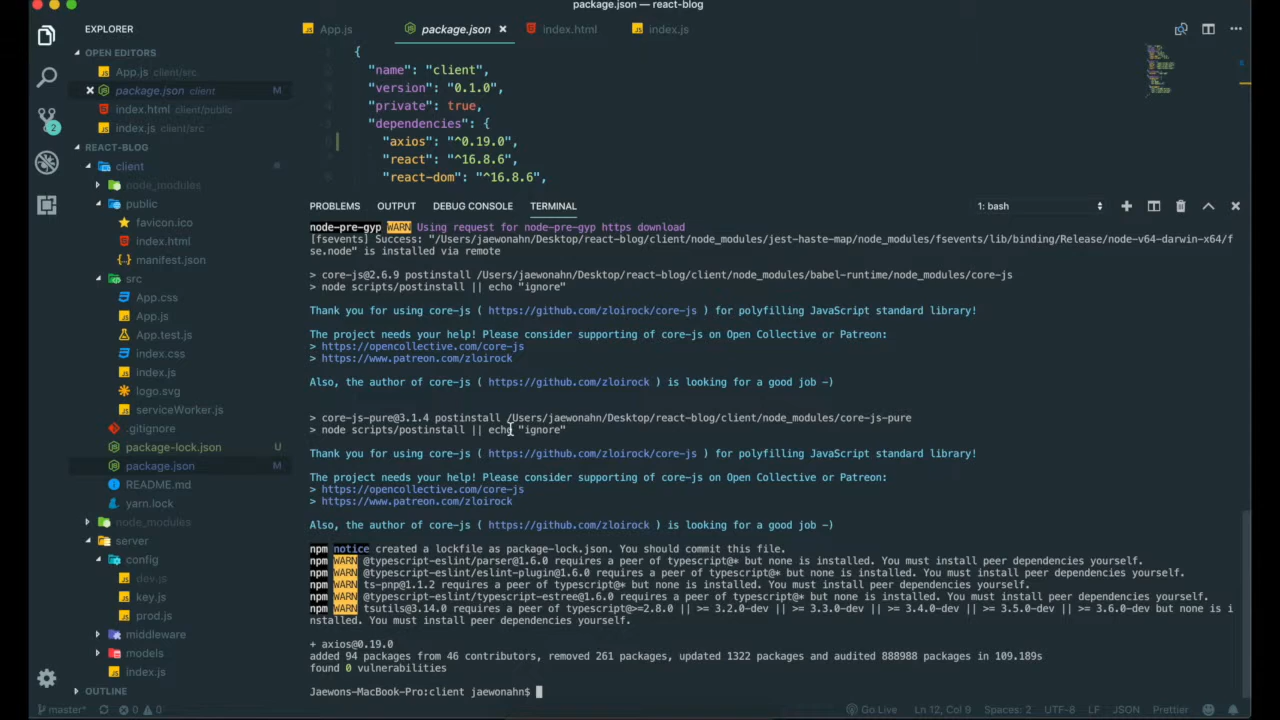 package.json — react-blog
EXPLORER
OPEN EDITORS
App.js client/src
package.json client M
index.html client/public
index.js client/src
2
REACT-BLOG
client
node_modules
public
favicon.ico
index.html
manifest.json
src
App.css
App.js
App.test.js
index.css
index.js
logo.svg
serviceWorker.js
.gitignore
package-lock.json U
package.json M
README.md
yarn.lock
node_modules
server
config
dev.js
key.js
prod.js
middleware
models
index.js
OUTLINE
App.js package.json index.html index.js
1 {
2 "name": "client",
3 "version": "0.1.0",
4 "private": true,
5 "dependencies": {
6 "axios": "^0.19.0",
7 "react": "^16.8.6",
8 "react-dom": "^16.8.6",
PROBLEMS OUTPUT DEBUG CONSOLE TERMINAL 1: bash
node-pre-gyp WARN Using request for node-pre-gyp https download
[fsevents] Success: "/Users/jaewonahn/Desktop/react-blog/client/node_modules/jest-haste-map/node_modules/fsevents/lib/binding/Release/node-v64-darwin-x64/f
se.node" is installed via remote
> core-js@2.6.9 postinstall /Users/jaewonahn/Desktop/react-blog/client/node_modules/babel-runtime/node_modules/core-js
> node scripts/postinstall || echo "ignore"
Thank you for using core-js ( https://github.com/zloirock/core-js ) for polyfilling JavaScript standard library!
The project needs your help! Please consider supporting of core-js on Open Collective or Patreon:
> https://opencollective.com/core-js
> https://www.patreon.com/zloirock
Also, the author of core-js ( https://github.com/zloirock ) is looking for a good job -)
> core-js-pure@3.1.4 postinstall /Users/jaewonahn/Desktop/react-blog/client/node_modules/core-js-pure
> node scripts/postinstall || echo "ignore"
Thank you for using core-js ( https://github.com/zloirock/core-js ) for polyfilling JavaScript standard library!
The project needs your help! Please consider supporting of core-js on Open Collective or Patreon:
> https://opencollective.com/core-js
> https://www.patreon.com/zloirock
Also, the author of core-js ( https://github.com/zloirock ) is looking for a good job -)
npm notice created a lockfile as package-lock.json. You should commit this file.
npm WARN @typescript-eslint/parser@1.6.0 requires a peer of typescript@* but none is installed. You must install peer dependencies yourself.
npm WARN @typescript-eslint/eslint-plugin@1.6.0 requires a peer of typescript@* but none is installed. You must install peer dependencies yourself.
npm WARN ts-pnp@1.1.2 requires a peer of typescript@* but none is installed. You must install peer dependencies yourself.
npm WARN @typescript-eslint/typescript-estree@1.6.0 requires a peer of typescript@* but none is installed. You must install peer dependencies yourself.
npm WARN tsutils@3.14.0 requires a peer of typescript@>=2.8.0 || >= 3.2.0-dev || >= 3.3.0-dev || >= 3.4.0-dev || >= 3.5.0-dev || >= 3.6.0-dev but none is i
nstalled. You must install peer dependencies yourself.
+ axios@0.19.0
added 94 packages from 46 contributors, removed 261 packages, updated 1322 packages and audited 888988 packages in 109.189s
found 0 vulnerabilities
Jaewons-MacBook-Pro:client jaewonahn$
master* 0 0 Go Live Ln 12, Col 9 Spaces: 2 UTF-8 LF JSON Prettier